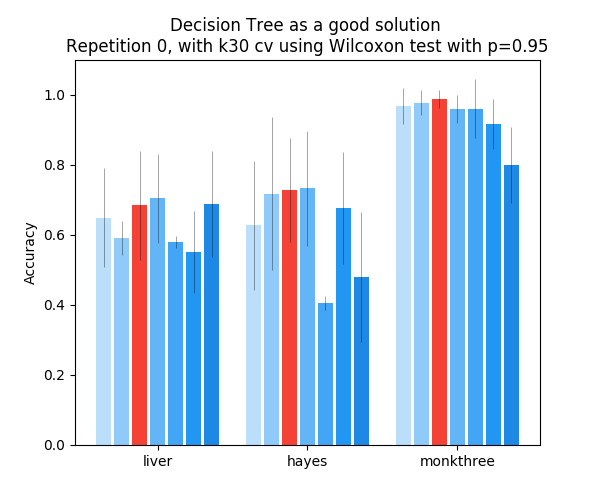 Decision Tree as a good solution
Repetition 0, with k30 cv using Wilcoxon test with p=0.95
1.0
0.8
0.6
0.4
0.2
0.0
Accuracy
liver
hayes
monkthree